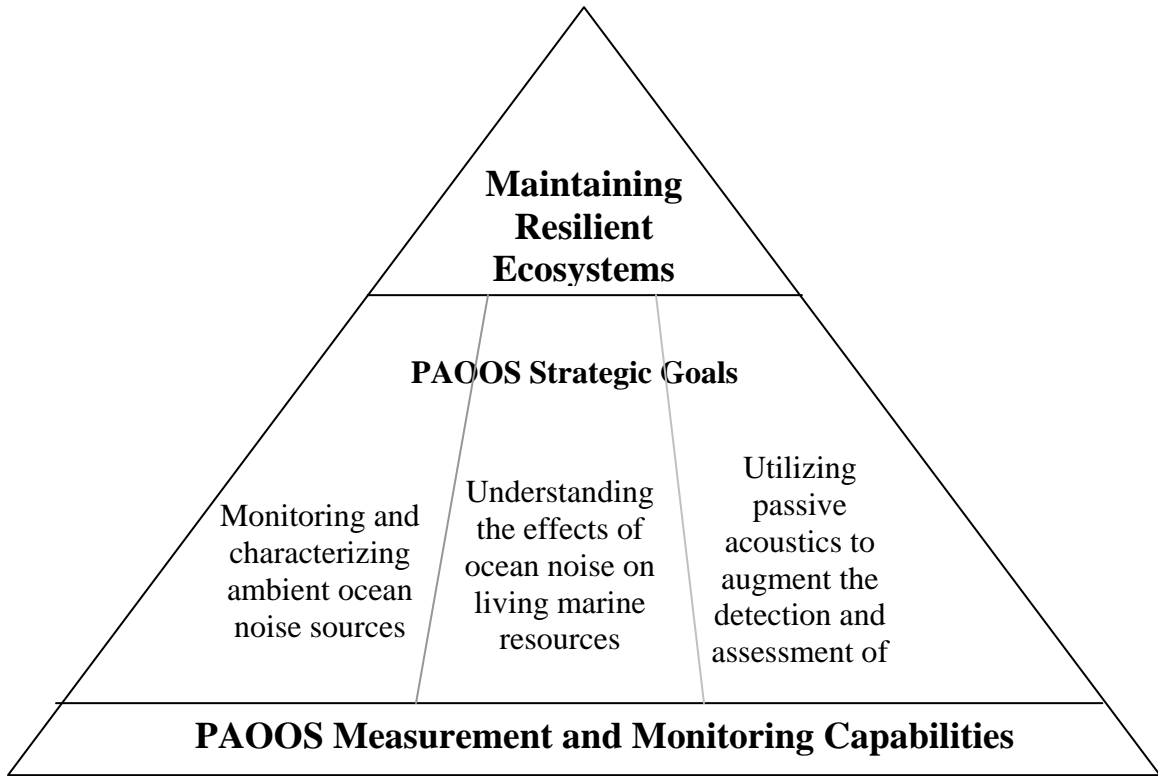 Maintaining
Resilient
Ecosystems
PAOOS Strategic Goals
Monitoring and
characterizing
ambient ocean
noise sources
Understanding
the effects of
ocean noise on
living marine
resources
Utilizing
passive
acoustics to
augment the
detection and
assessment of
PAOOS Measurement and Monitoring Capabilities